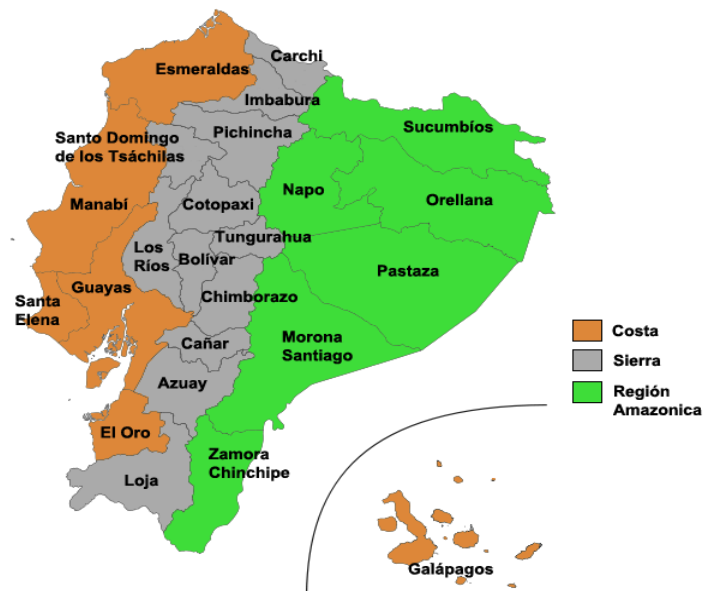 Carchi
Esmeraldas
Imbabura
Pichincha
Sucumbíos
Santo Domingo
de los Tsáchilas
Napo
Orellana
Manabí
Cotopaxi
Tungurahua
Los
Ríos
Bolívar
Pastaza
Guayas
Santa
Elena
Chimborazo
Morona
Santiago
Cañar
Azuay
El Oro
Zamora
Chinchipe
Loja
Costa
Sierra
Región
Amazonica
Galápagos